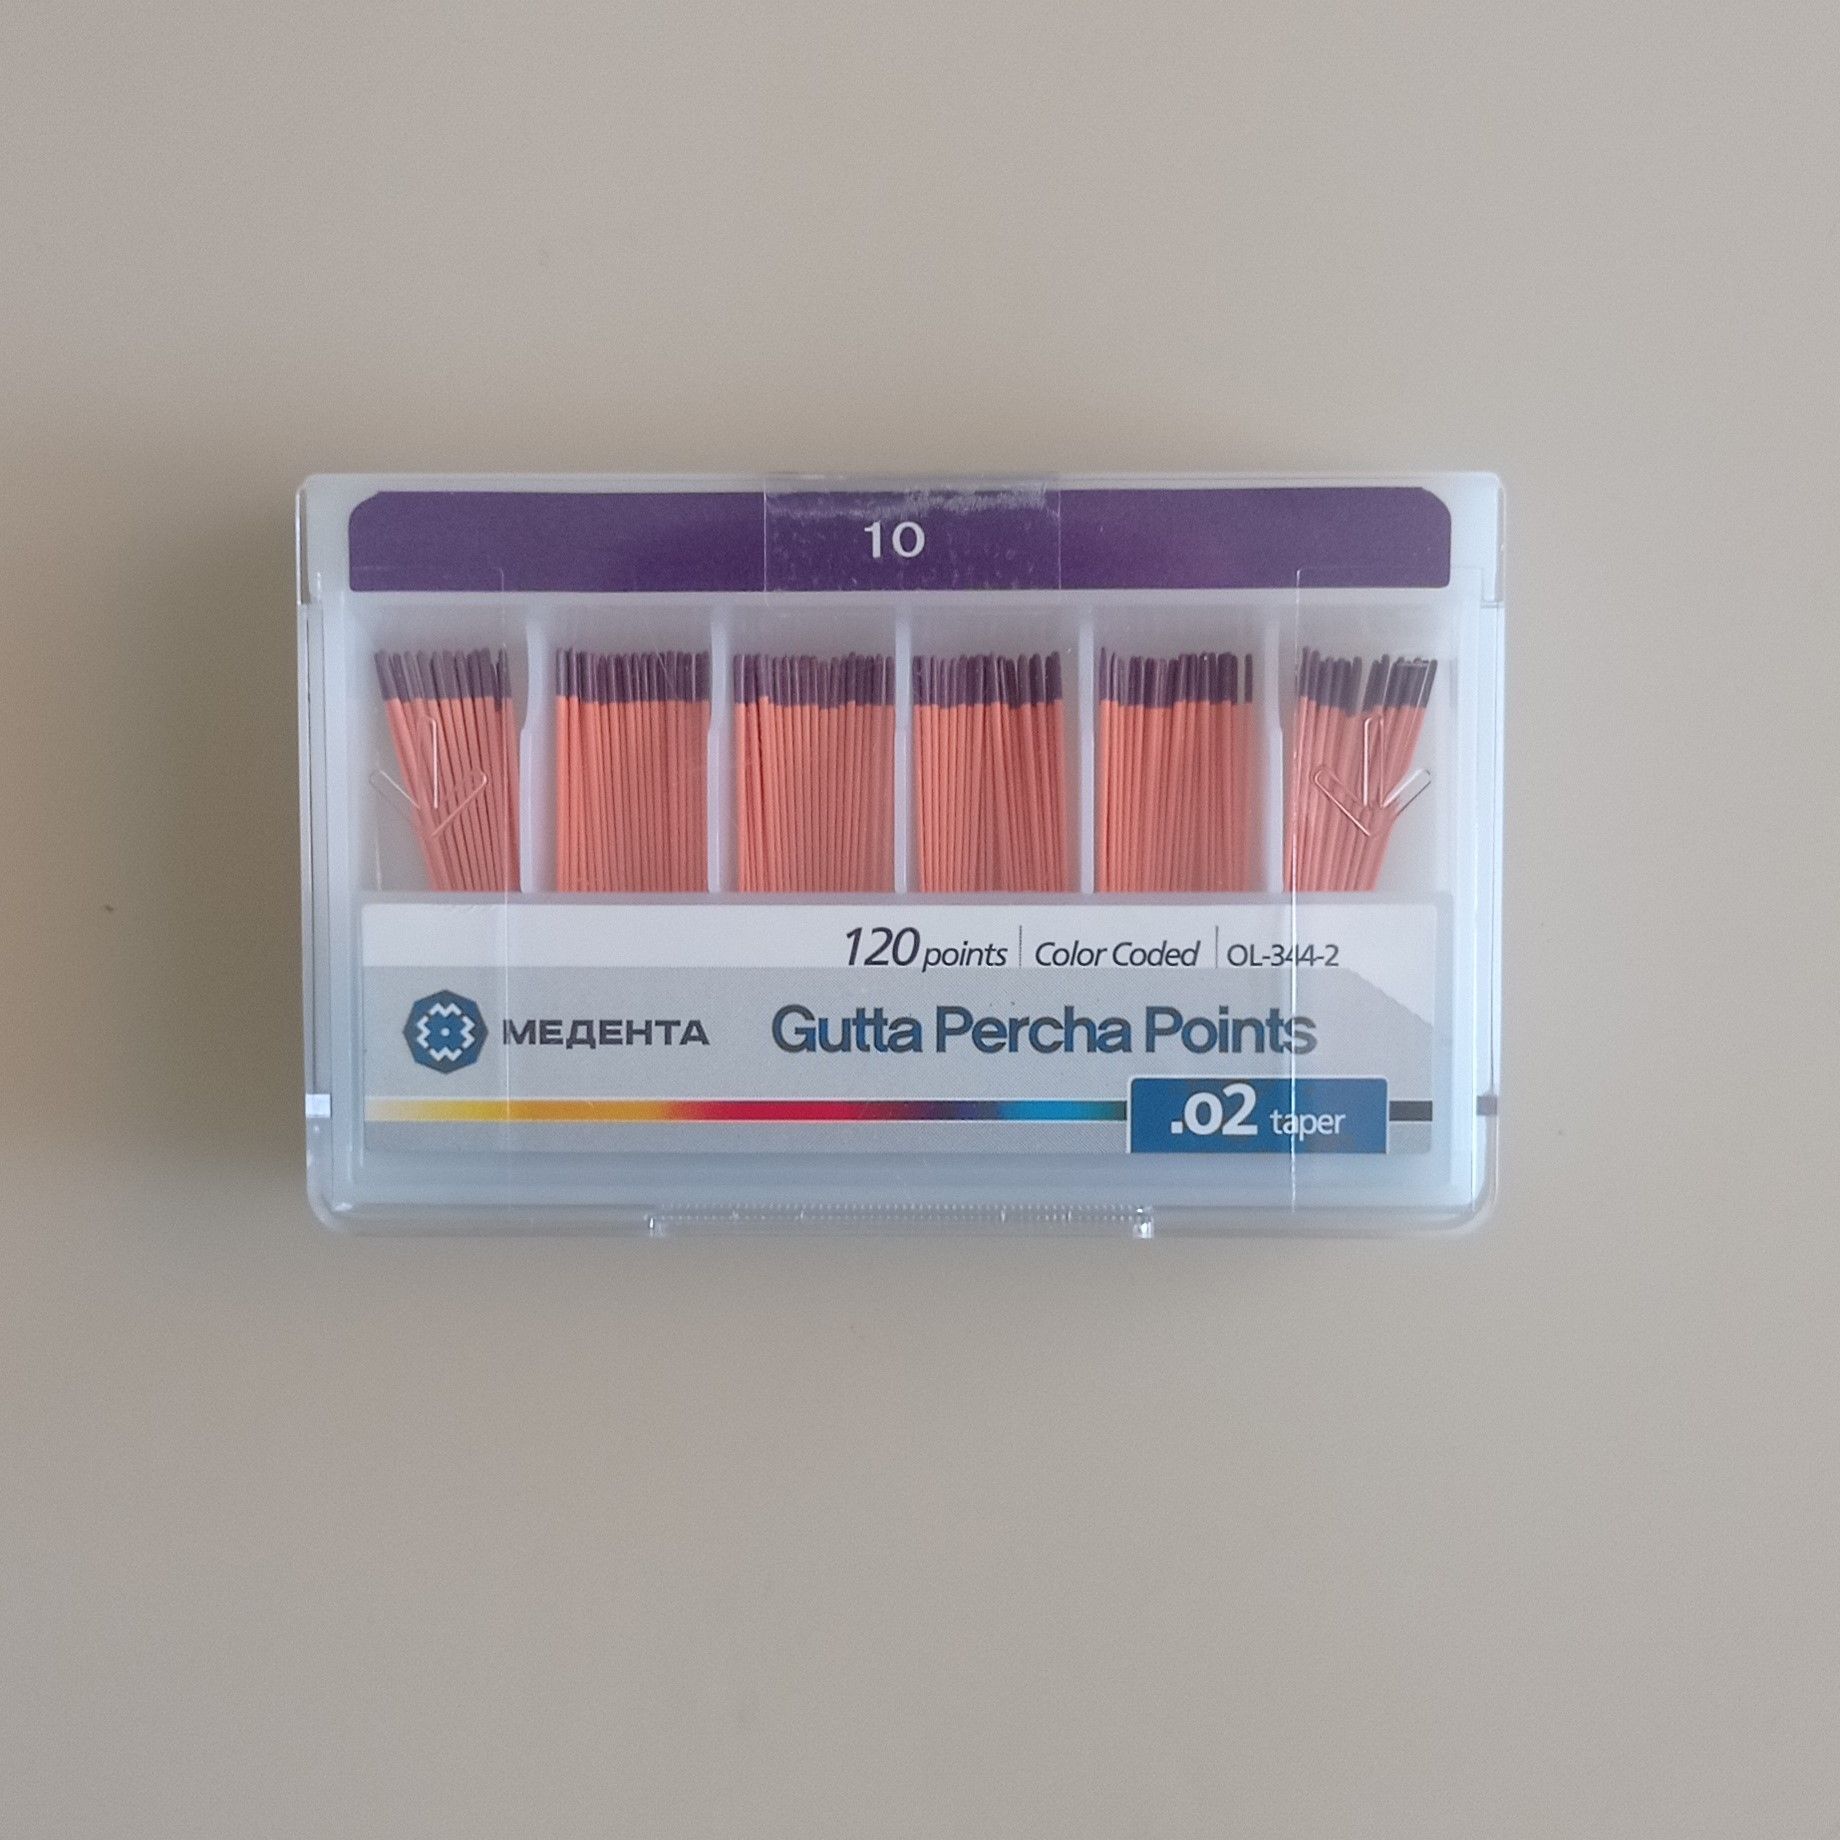 10
120 points | Color Coded | OL-344-2
МЕДЕНТА
Gutta Percha Points
.02 taper